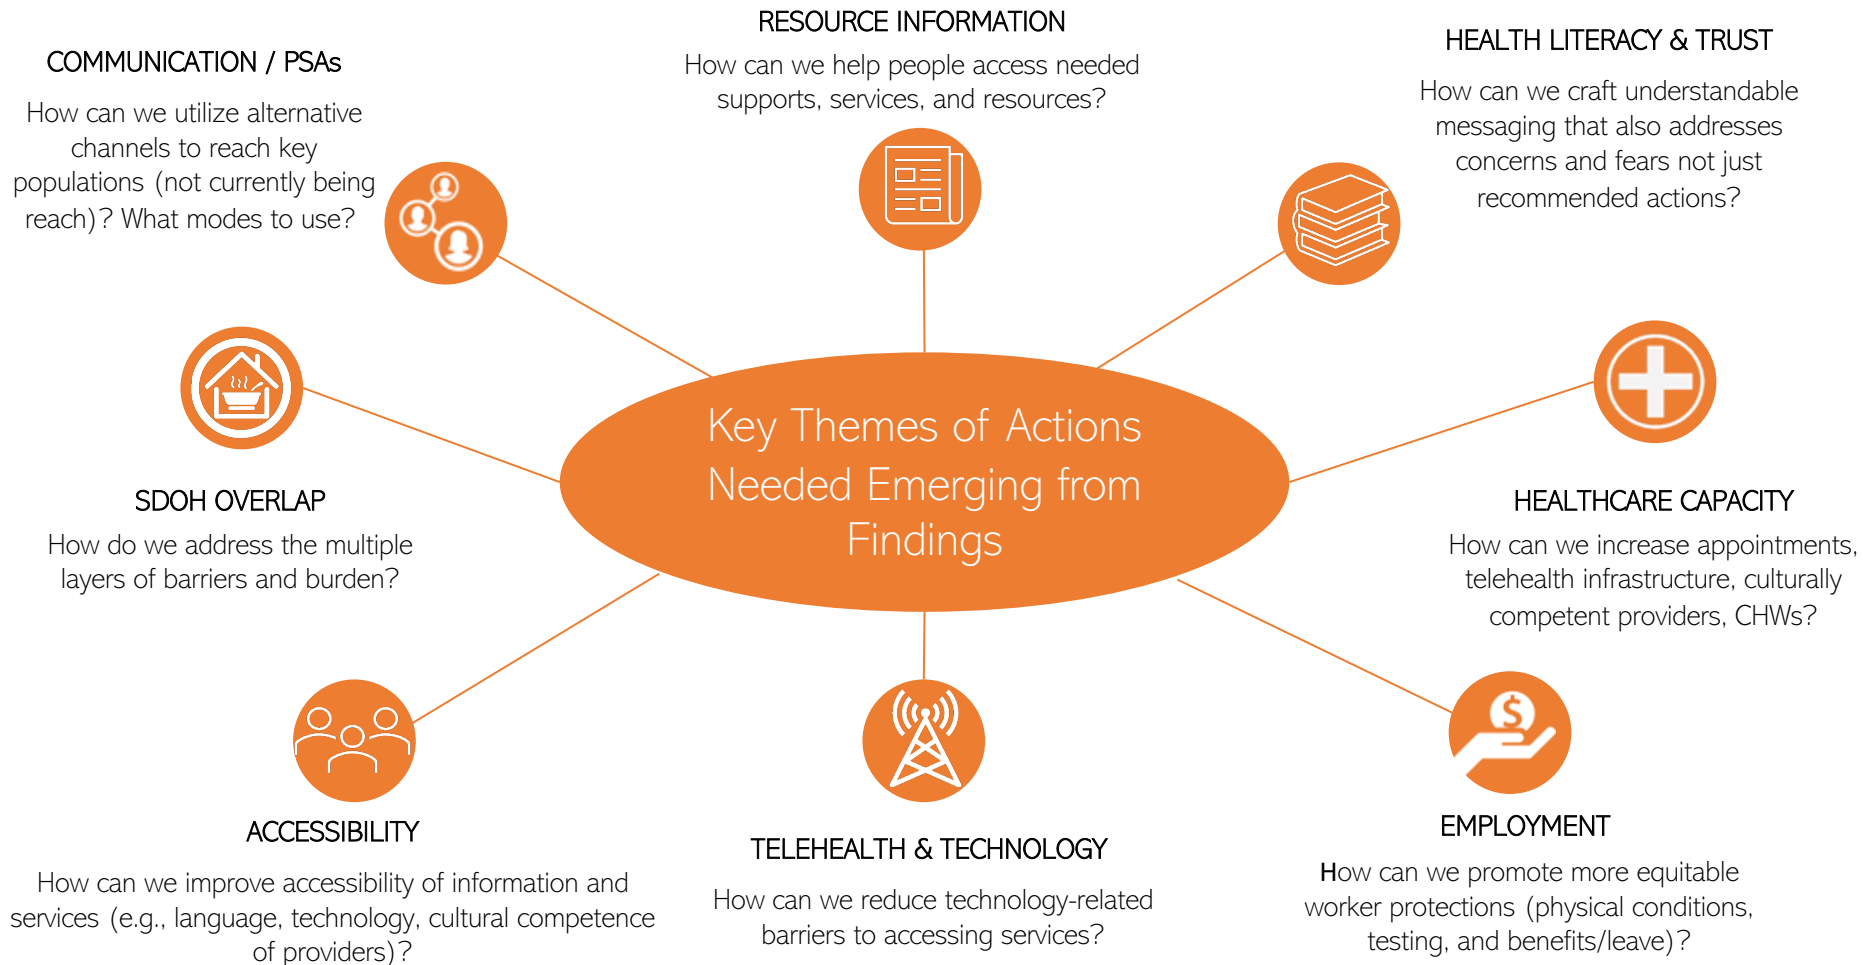 COMMUNICATION / PSAs
How can we utilize alternative
channels to reach key
populations (not currently being
reach)? What modes to use?
RESOURCE INFORMATION
How can we help people access needed
supports, services, and resources?
HEALTH LITERACY & TRUST
How can we craft understandable
messaging that also addresses
concerns and fears not just
recommended actions?
Key Themes of Actions
Needed Emerging from
Findings
SDOH OVERLAP
How do we address the multiple
layers of barriers and burden?
HEALTHCARE CAPACITY
How can we increase appointments,
telehealth infrastructure, culturally
competent providers, CHWs?
ACCESSIBILITY
How can we improve accessibility of information and
services (e.g., language, technology, cultural competence
of providers)?
TELEHEALTH & TECHNOLOGY
How can we reduce technology-related
barriers to accessing services?
$
EMPLOYMENT
How can we promote more equitable
worker protections (physical conditions,
testing, and benefits/leave)?